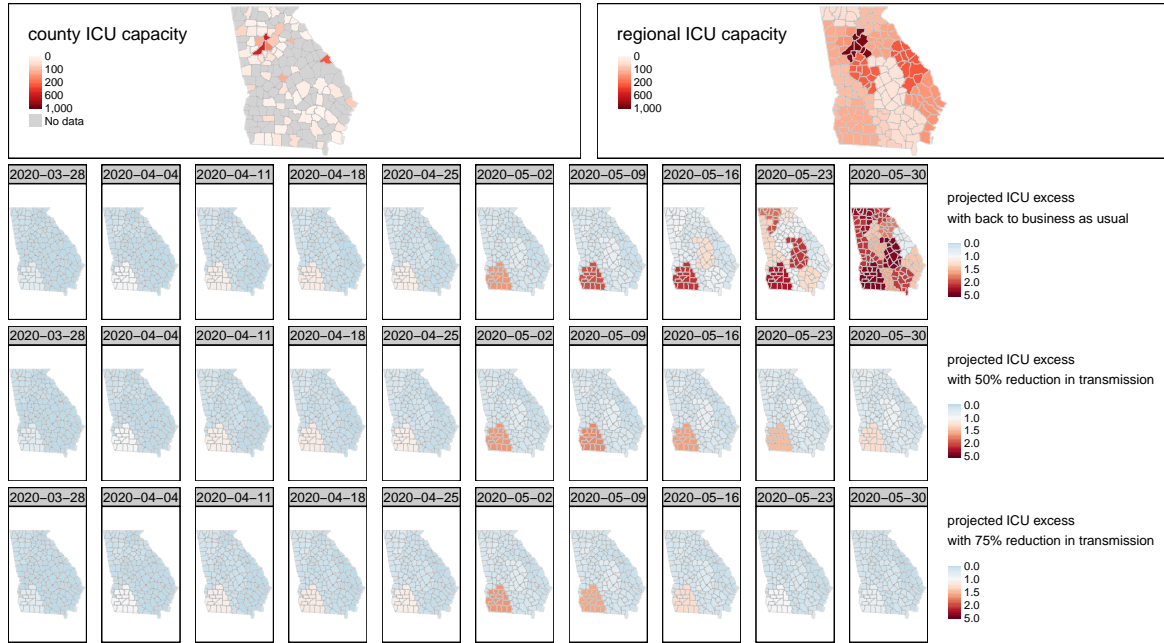 county ICU capacity
0
100
200
600
1,000
No data
regional ICU capacity
0
100
200
600
1,000
2020−03−28 2020−04−04 2020−04−11 2020−04−18 2020−04−25 2020−05−02 2020−05−09 2020−05−16 2020−05−23 2020−05−30
projected ICU excess
with back to business as usual
0.0
1.0
1.5
2.0
5.0
2020−03−28 2020−04−04 2020−04−11 2020−04−18 2020−04−25 2020−05−02 2020−05−09 2020−05−16 2020−05−23 2020−05−30
projected ICU excess
with 50% reduction in transmission
0.0
1.0
1.5
2.0
5.0
2020−03−28 2020−04−04 2020−04−11 2020−04−18 2020−04−25 2020−05−02 2020−05−09 2020−05−16 2020−05−23 2020−05−30
projected ICU excess
with 75% reduction in transmission
0.0
1.0
1.5
2.0
5.0